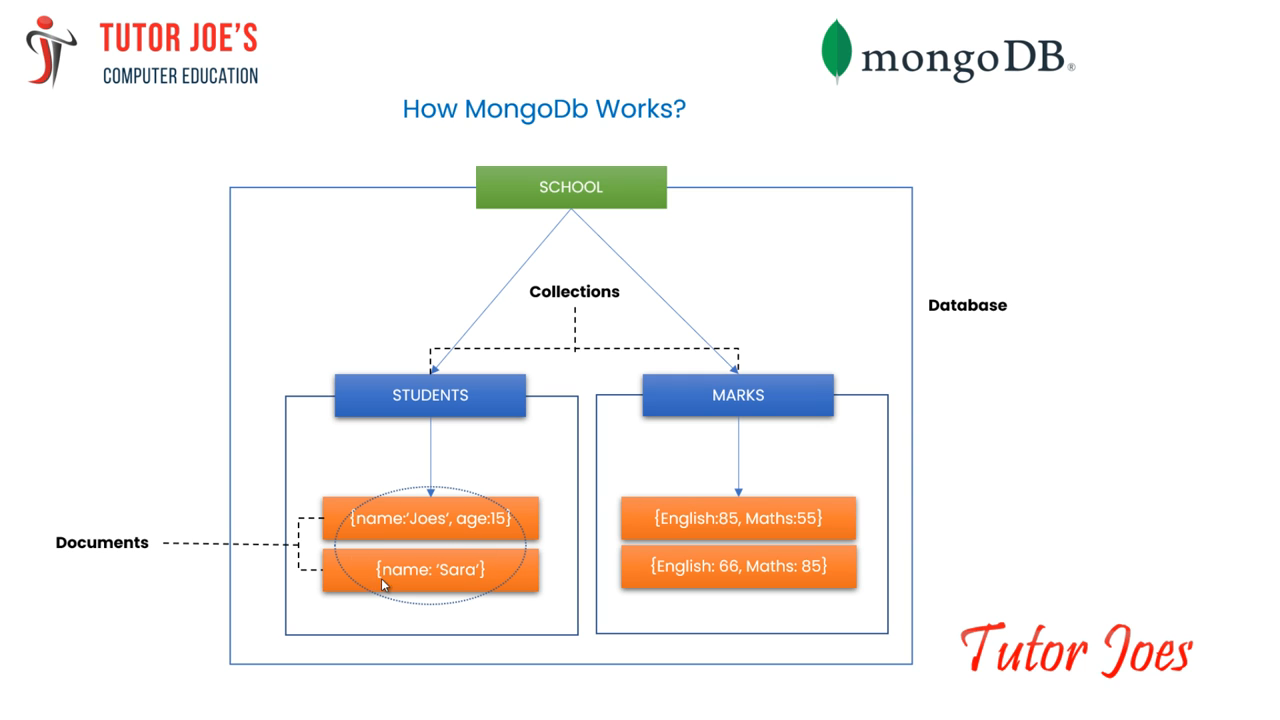 TUTOR JOE'S
COMPUTER EDUCATION
mongoDB®
How MongoDb Works?
SCHOOL
Collections
Database
STUDENTS
MARKS
Documents
{name:'Joes', age:15}
{name: 'Sara'}
{English:85, Maths:55}
{English: 66, Maths: 85}
Tutor Joes